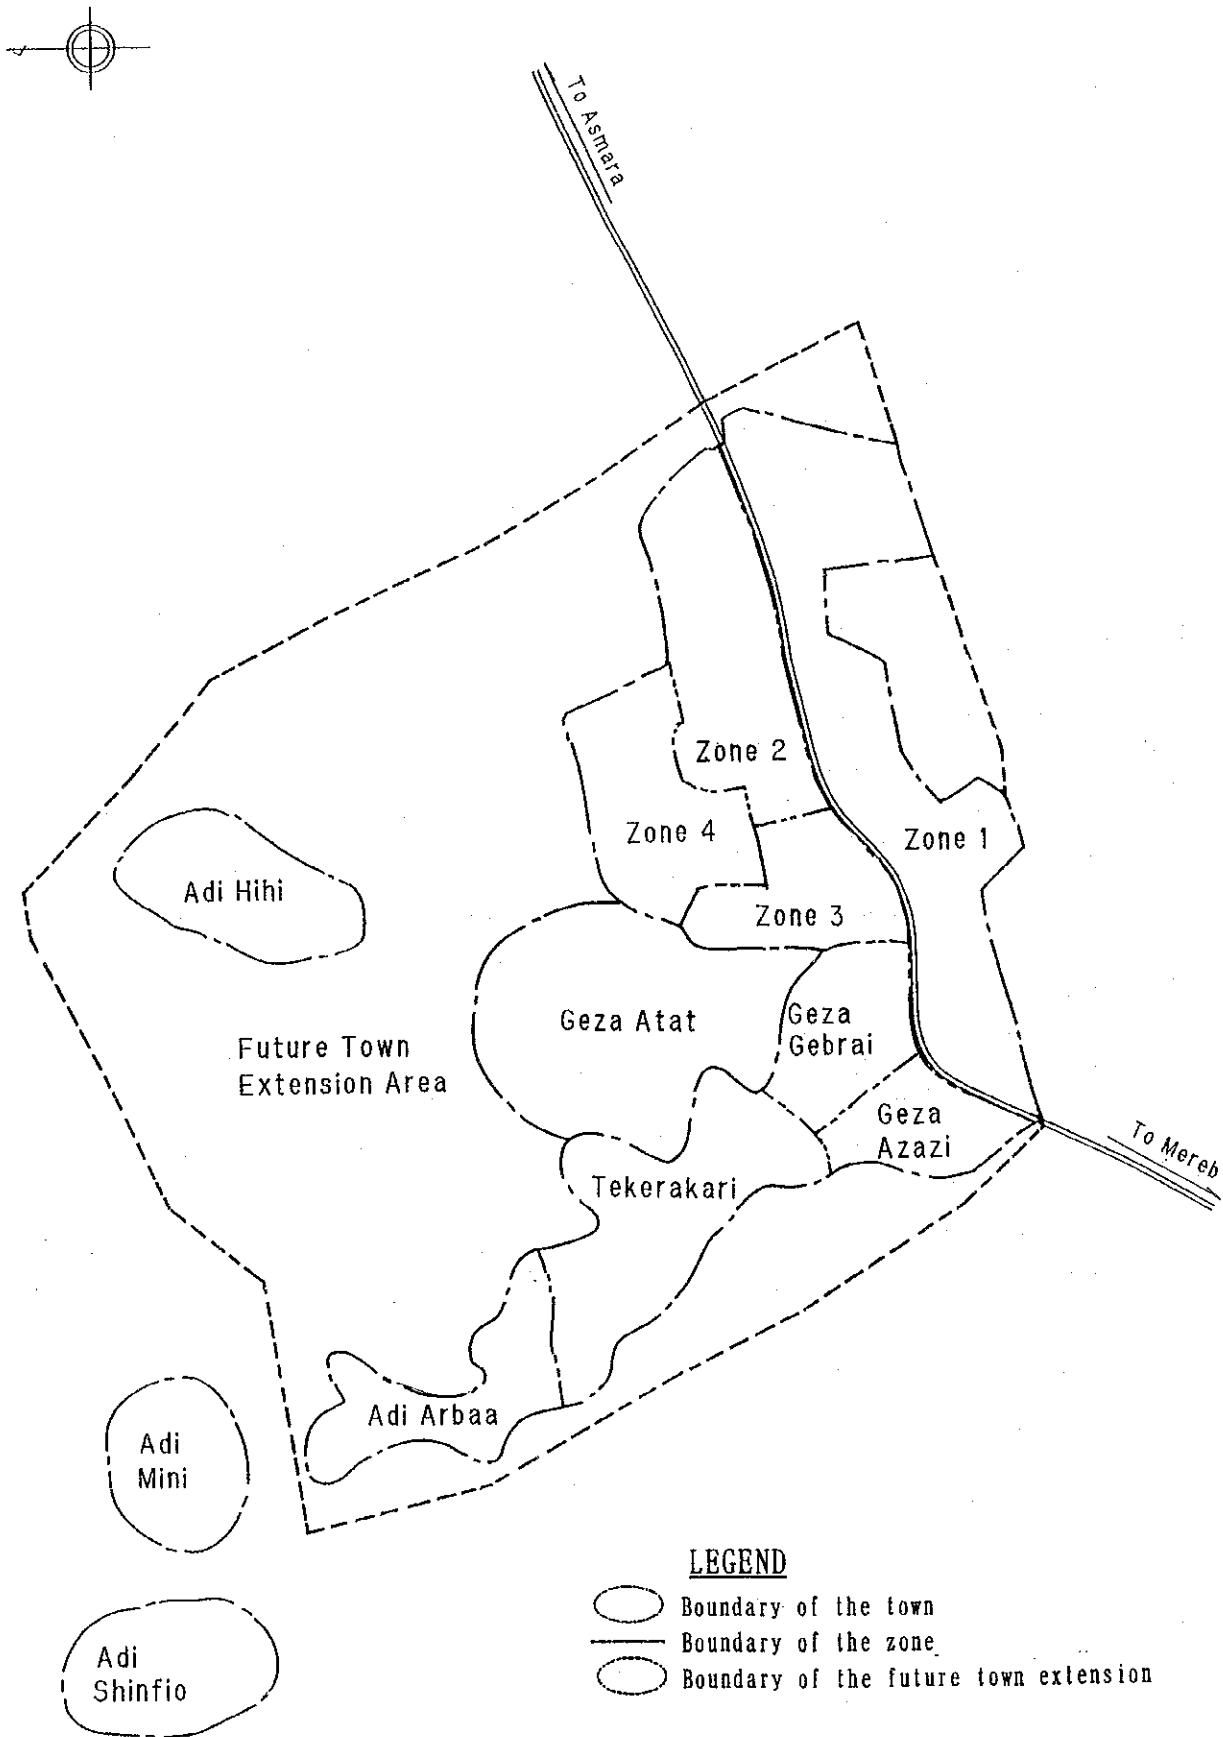 To Asmara
Zone 2
Zone 4
Zone 1
Adi Hihi
Zone 3
Geza Atat
Geza
Gebrai
Future Town
Extension Area
Geza
Azazi
To Mereb
Tekerakari
Adi Arbaa
Adi
Mini
LEGEND
Boundary of the town
Boundary of the zone
Boundary of the future town extension
Adi
Shinfio